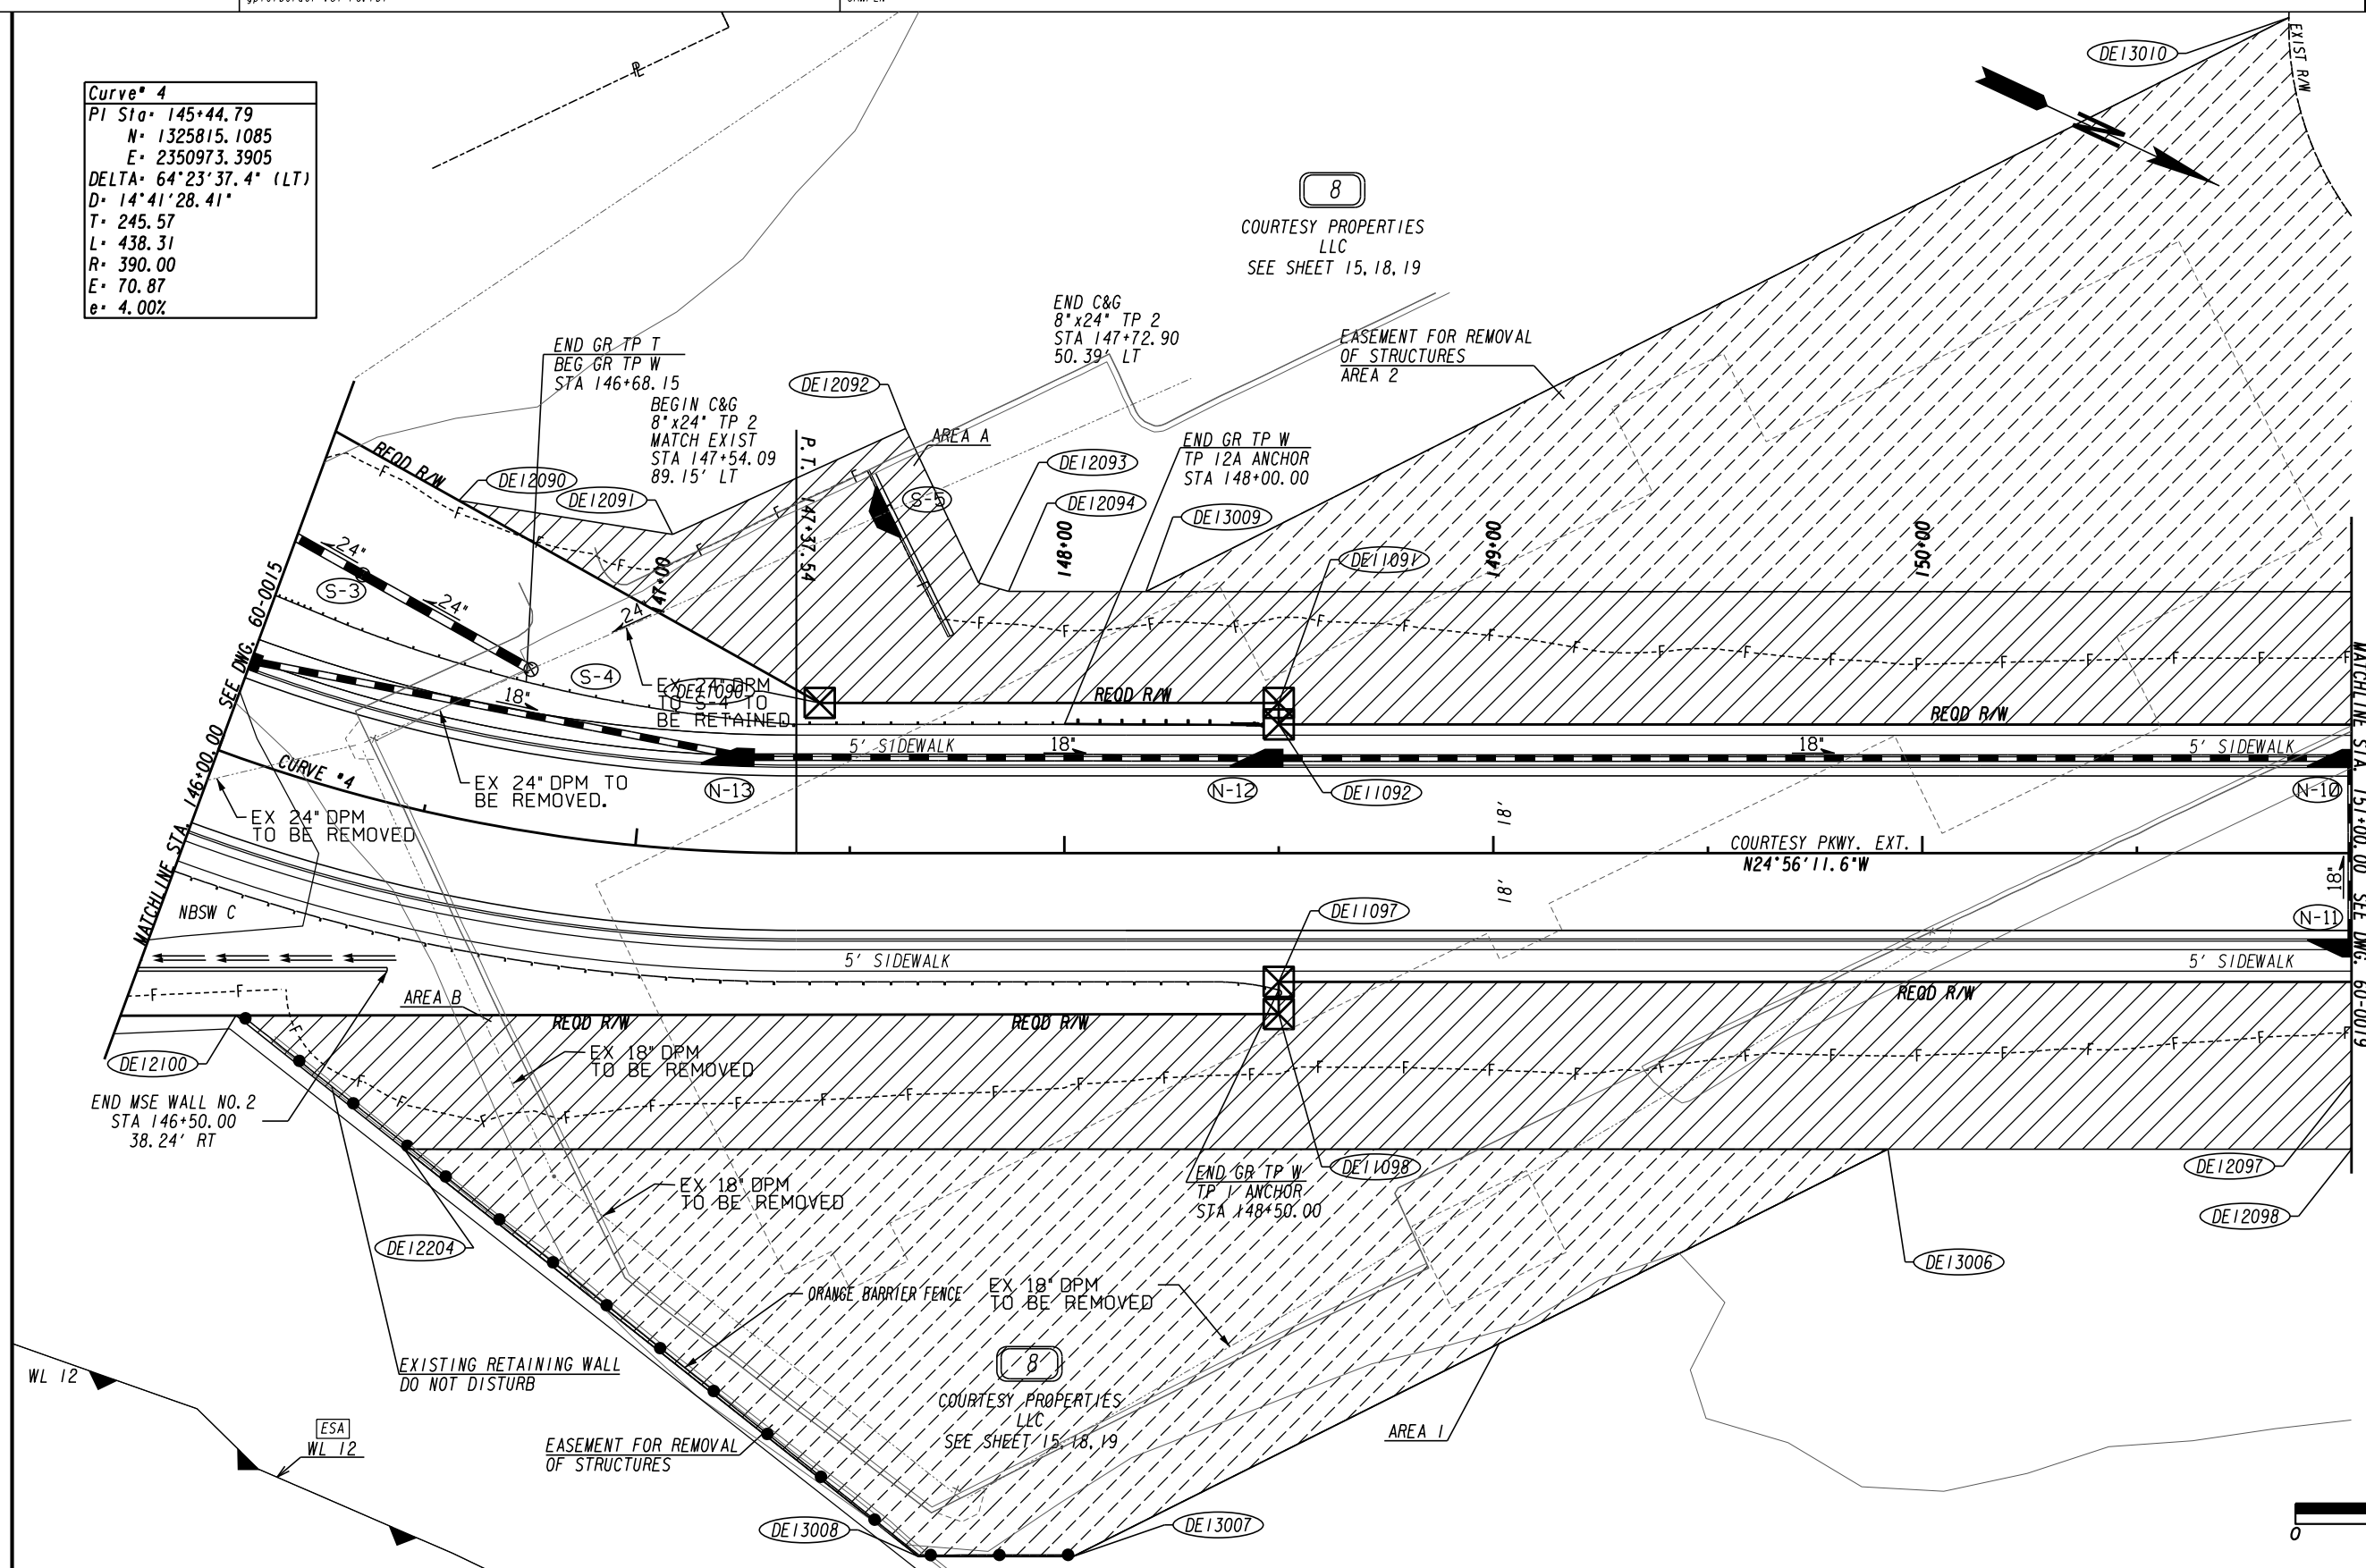 Curve# 4
PI Sta= 145+44.79
N= 1325815.1085
E= 2350973.3905
DELTA= 64°23'37.4" (LT)
D= 14°41'28.41"
T= 245.57
L= 438.31
R= 390.00
E= 70.87
e= 4.00%
PL
DE13010
EXIST R/W
N
8
COURTESY PROPERTIES
LLC
SEE SHEET 15,18,19
END C&G
8"x24" TP 2
STA 147+72.90
50.39' LT
EASEMENT FOR REMOVAL
OF STRUCTURES
AREA 2
END GR TP T
BEG GR TP W
STA 146+68.15
BEGIN C&G
8"x24" TP 2
MATCH EXIST
STA 147+54.09
89.15' LT
DE12092
AREA A
P.T. 147+37.54
END GR TP W
TP 12A ANCHOR
STA 148+00.00
REQD R/W
DE12090
DE12091
S-5
DE12093
DE12094
DE13009
DE11091
148+00
149+00
150+00
147+00
24"
24"
24"
S-3
S-4
DE11090
EX 24" DPM
TO S-4 TO
BE RETAINED
18"
REQD R/W
REQD R/W
5' SIDEWALK
18"
18"
5' SIDEWALK
MATCHLINE STA. 146+00.00 SEE DWG. 60-0015
CURVE #4
EX 24" DPM TO
BE REMOVED.
EX 24" DPM
TO BE REMOVED
N-13
N-12
DE11092
N-10
18'
18'
COURTESY PKWY. EXT.
N24°56'11.6"W
18"
N-11
MATCHLINE STA. 151+00.00 SEE DWG. 60-0019
NBSW C
DE11097
5' SIDEWALK
5' SIDEWALK
AREA B
REQD R/W
REQD R/W
REQD R/W
DE12100
EX 18" DPM
TO BE REMOVED
END MSE WALL NO. 2
STA 146+50.00
38.24' RT
END GR TP W
TP 1 ANCHOR
STA 148+50.00
DE11098
DE12097
DE12098
EX 18" DPM
TO BE REMOVED
DE12204
DE13006
ORANGE BARRIER FENCE
EX 18" DPM
TO BE REMOVED
EXISTING RETAINING WALL
DO NOT DISTURB
8
COURTESY PROPERTIES
LLC
SEE SHEET 15,18,19
AREA 1
WL 12
ESA
WL 12
EASEMENT FOR REMOVAL
OF STRUCTURES
DE13008
DE13007
0